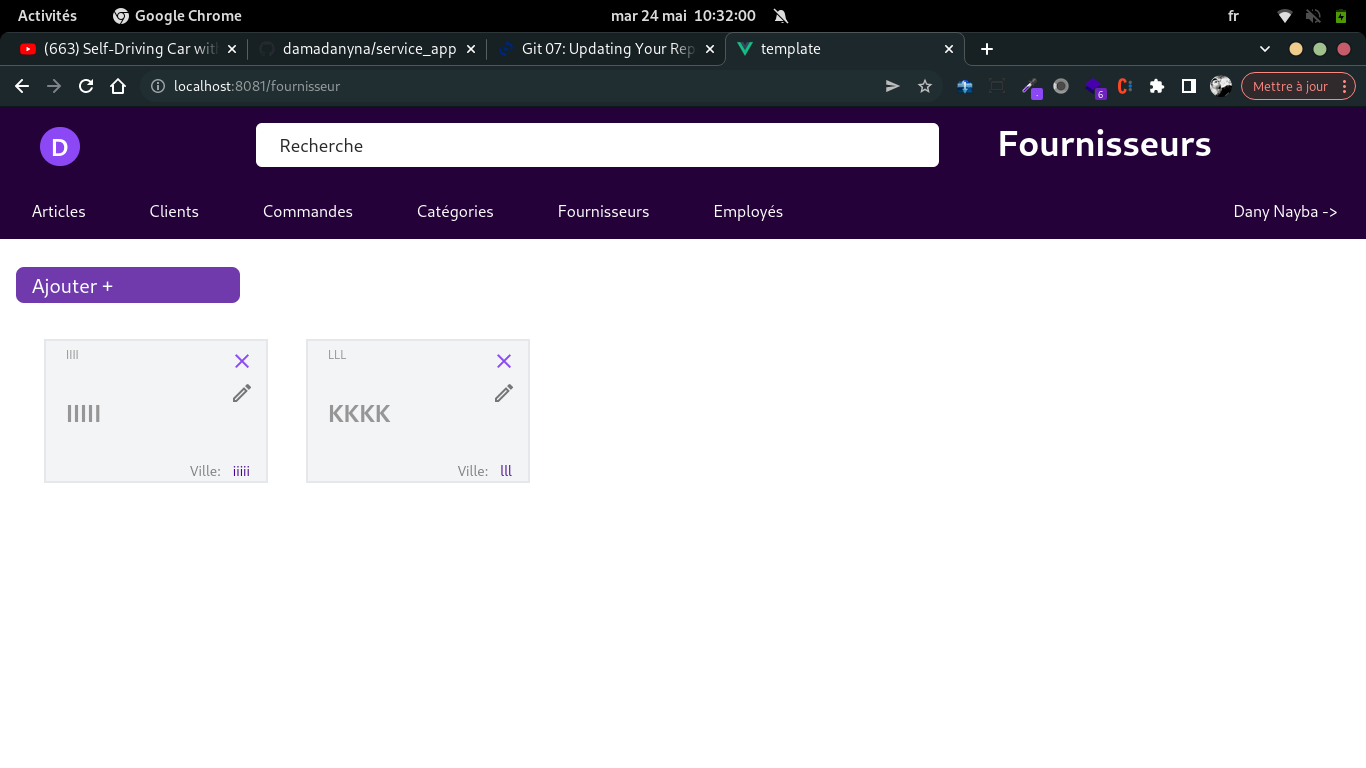 Activités Google Chrome mar 24 mai 10:32:00 fr
(663) Self-Driving Car wit damadanyna/service_app Git 07: Updating Your Rep template
localhost:8081/fournisseur 6 Mettre à jour
D Recherche Fournisseurs
Articles Clients Commandes Catégories Fournisseurs Employés Dany Nayba ->
Ajouter +
IIII
IIIII
Ville: iiiii
LLL
KKKK
Ville: lll